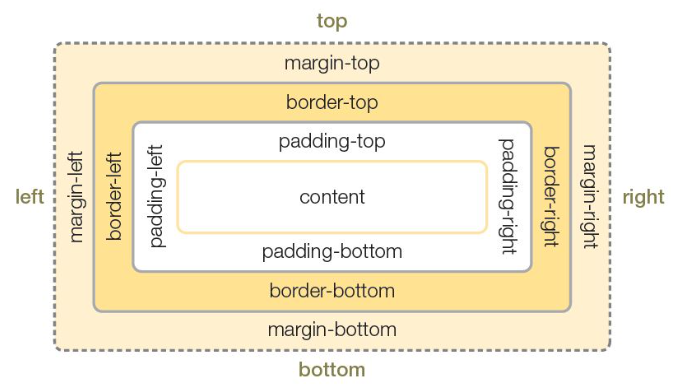 top
margin-top
border-top
padding-top
left
margin-left
border-left
padding-left
content
padding-right
border-right
margin-right
right
padding-bottom
border-bottom
margin-bottom
bottom